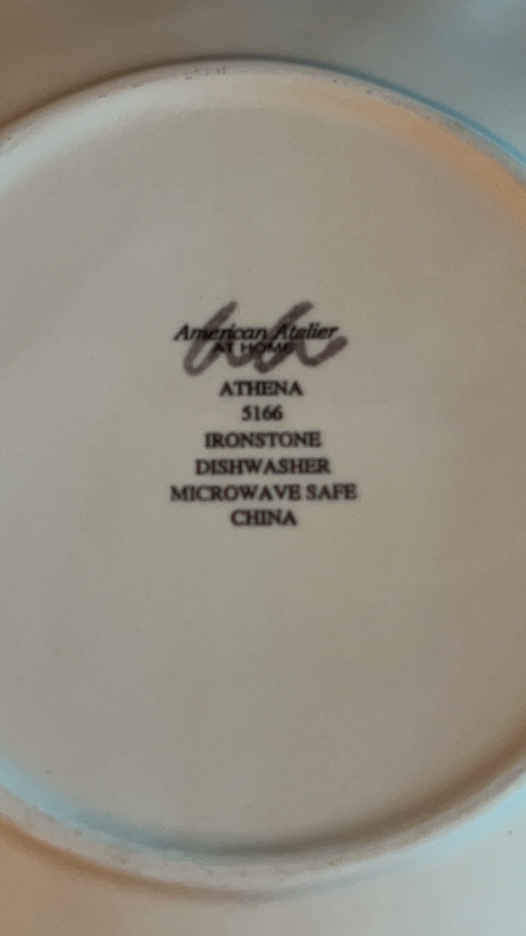 American Atelier
AT HOME
ATHENA
5166
IRONSTONE
DISHWASHER
MICROWAVE SAFE
CHINA